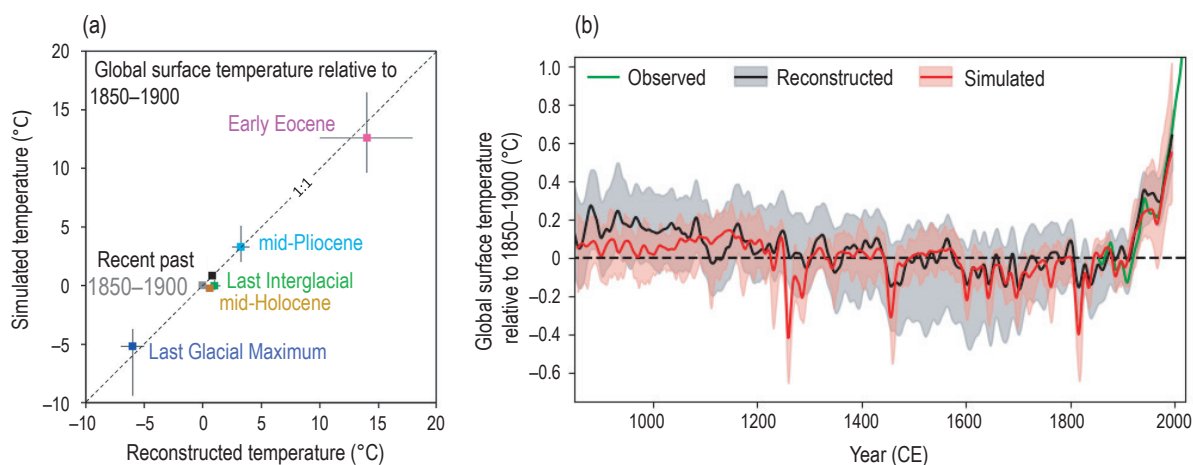 (a)
20
15
10
5
0
–5
–10
Simulated temperature (°C)
Global surface temperature relative to
1850–1900
Early Eocene
1:1
mid-Pliocene
Recent past
1850–1900
Last Interglacial
mid-Holocene
Last Glacial Maximum
–10
–5
0
5
10
15
20
Reconstructed temperature (°C)
(b)
Global surface temperature
relative to 1850–1900 (°C)
1.0
0.8
0.6
0.4
0.2
0
–0.2
–0.4
–0.6
Observed
Reconstructed
Simulated
1000
1200
1400
1600
1800
2000
Year (CE)